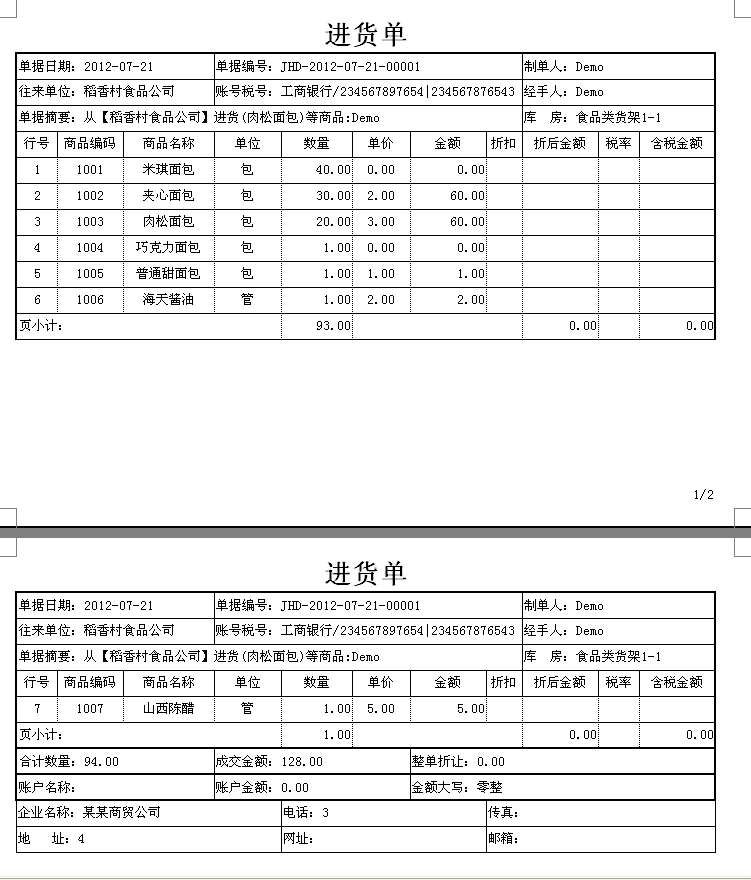 进货单
单据日期: 2012-07-21 单据编号: JHD-2012-07-21-00001 制单人: Demo
往来单位: 稻香村食品公司 账号税号: 工商银行/234567897654|234567876543 经手人: Demo
单据摘要: 从【稻香村食品公司】进货(肉松面包)等商品:Demo 库 房: 食品类货架1-1
行号 商品编码 商品名称 单位 数量 单价 金额 折扣 折后金额 税率 含税金额
1 1001 米琪面包 包 40.00 0.00 0.00
2 1002 夹心面包 包 30.00 2.00 60.00
3 1003 肉松面包 包 20.00 3.00 60.00
4 1004 巧克力面包 包 1.00 0.00 0.00
5 1005 普通甜面包 包 1.00 1.00 1.00
6 1006 海天酱油 管 1.00 2.00 2.00
页小计: 93.00 0.00 0.00
1/2
进货单
单据日期: 2012-07-21 单据编号: JHD-2012-07-21-00001 制单人: Demo
往来单位: 稻香村食品公司 账号税号: 工商银行/234567897654|234567876543 经手人: Demo
单据摘要: 从【稻香村食品公司】进货(肉松面包)等商品:Demo 库 房: 食品类货架1-1
行号 商品编码 商品名称 单位 数量 单价 金额 折扣 折后金额 税率 含税金额
7 1007 山西陈醋 管 1.00 5.00 5.00
页小计: 1.00 0.00 0.00
合计数量: 94.00 成交金额: 128.00 整单折让: 0.00
账户名称: 账户金额: 0.00 金额大写: 零整
企业名称: 某某商贸公司 电话: 3 传真:
地 址: 4 网址: 邮箱: